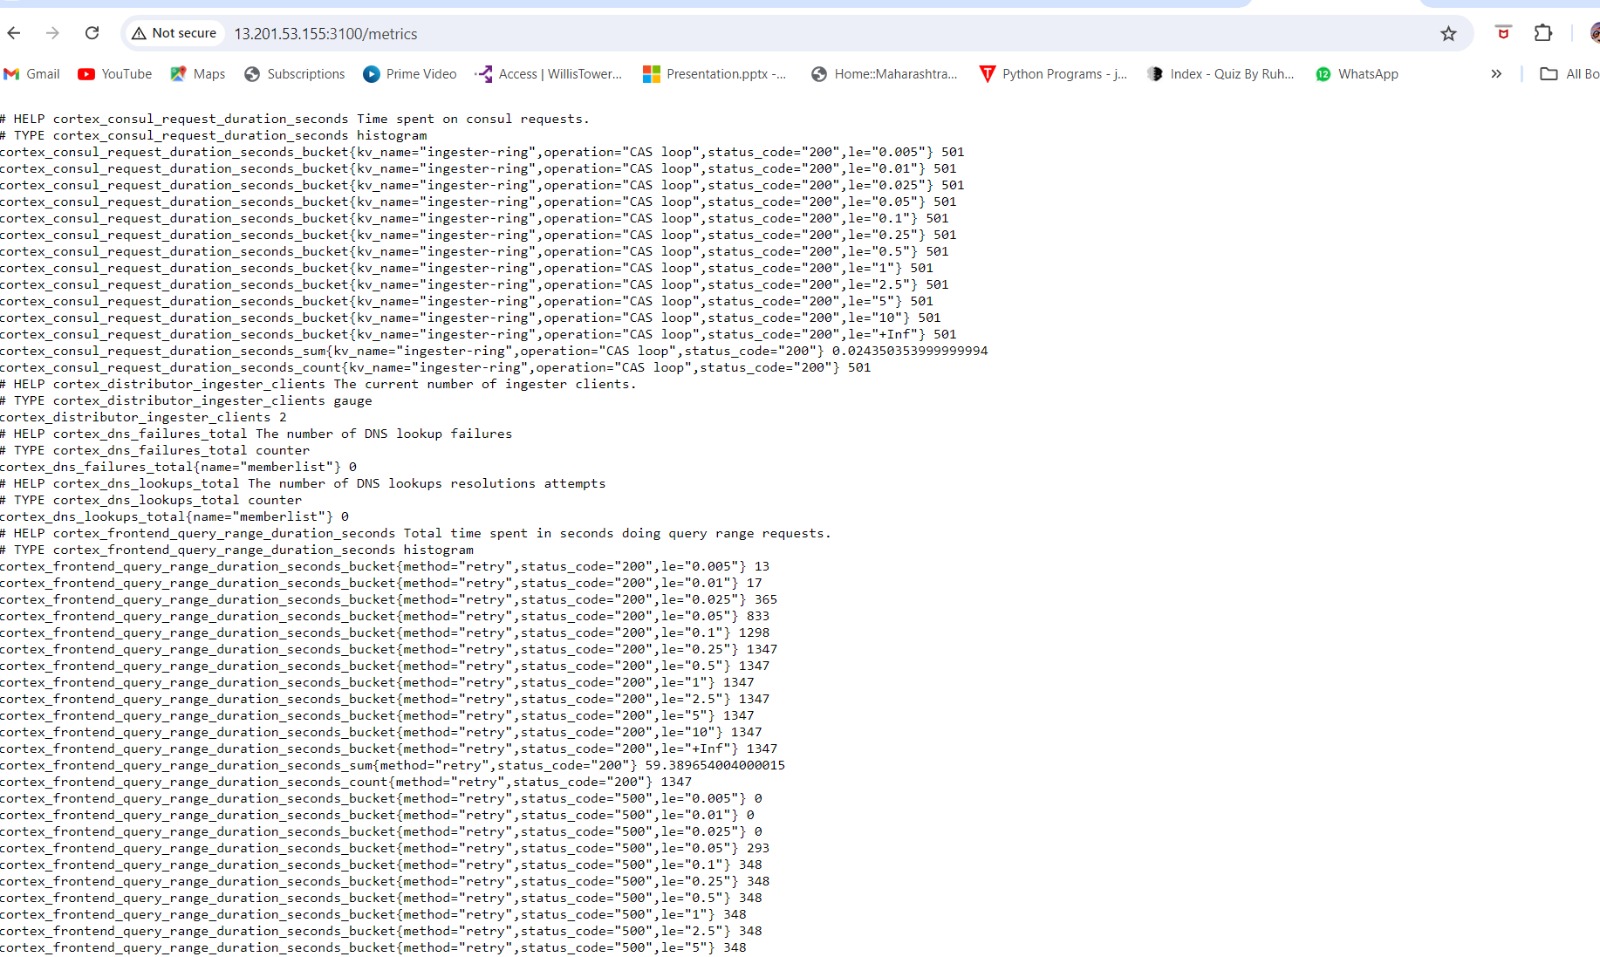 Not secure 13.201.53.155:3100/metrics
Gmail YouTube Maps Subscriptions Prime Video Access | WillisTower... Presentation.pptx -... Home::Maharashtra... Python Programs - j... Index - Quiz By Ruh... 12 WhatsApp » All Bo
# HELP cortex_consul_request_duration_seconds Time spent on consul requests.
# TYPE cortex_consul_request_duration_seconds histogram
cortex_consul_request_duration_seconds_bucket{kv_name="ingester-ring",operation="CAS loop",status_code="200",le="0.005"} 501
cortex_consul_request_duration_seconds_bucket{kv_name="ingester-ring",operation="CAS loop",status_code="200",le="0.01"} 501
cortex_consul_request_duration_seconds_bucket{kv_name="ingester-ring",operation="CAS loop",status_code="200",le="0.025"} 501
cortex_consul_request_duration_seconds_bucket{kv_name="ingester-ring",operation="CAS loop",status_code="200",le="0.05"} 501
cortex_consul_request_duration_seconds_bucket{kv_name="ingester-ring",operation="CAS loop",status_code="200",le="0.1"} 501
cortex_consul_request_duration_seconds_bucket{kv_name="ingester-ring",operation="CAS loop",status_code="200",le="0.25"} 501
cortex_consul_request_duration_seconds_bucket{kv_name="ingester-ring",operation="CAS loop",status_code="200",le="0.5"} 501
cortex_consul_request_duration_seconds_bucket{kv_name="ingester-ring",operation="CAS loop",status_code="200",le="1"} 501
cortex_consul_request_duration_seconds_bucket{kv_name="ingester-ring",operation="CAS loop",status_code="200",le="2.5"} 501
cortex_consul_request_duration_seconds_bucket{kv_name="ingester-ring",operation="CAS loop",status_code="200",le="5"} 501
cortex_consul_request_duration_seconds_bucket{kv_name="ingester-ring",operation="CAS loop",status_code="200",le="10"} 501
cortex_consul_request_duration_seconds_bucket{kv_name="ingester-ring",operation="CAS loop",status_code="200",le="+Inf"} 501
cortex_consul_request_duration_seconds_sum{kv_name="ingester-ring",operation="CAS loop",status_code="200"} 0.024350353999999994
cortex_consul_request_duration_seconds_count{kv_name="ingester-ring",operation="CAS loop",status_code="200"} 501
# HELP cortex_distributor_ingester_clients The current number of ingester clients.
# TYPE cortex_distributor_ingester_clients gauge
cortex_distributor_ingester_clients 2
# HELP cortex_dns_failures_total The number of DNS lookup failures
# TYPE cortex_dns_failures_total counter
cortex_dns_failures_total{name="memberlist"} 0
# HELP cortex_dns_lookups_total The number of DNS lookups resolutions attempts
# TYPE cortex_dns_lookups_total counter
cortex_dns_lookups_total{name="memberlist"} 0
# HELP cortex_frontend_query_range_duration_seconds Total time spent in seconds doing query range requests.
# TYPE cortex_frontend_query_range_duration_seconds histogram
cortex_frontend_query_range_duration_seconds_bucket{method="retry",status_code="200",le="0.005"} 13
cortex_frontend_query_range_duration_seconds_bucket{method="retry",status_code="200",le="0.01"} 17
cortex_frontend_query_range_duration_seconds_bucket{method="retry",status_code="200",le="0.025"} 365
cortex_frontend_query_range_duration_seconds_bucket{method="retry",status_code="200",le="0.05"} 833
cortex_frontend_query_range_duration_seconds_bucket{method="retry",status_code="200",le="0.1"} 1298
cortex_frontend_query_range_duration_seconds_bucket{method="retry",status_code="200",le="0.25"} 1347
cortex_frontend_query_range_duration_seconds_bucket{method="retry",status_code="200",le="0.5"} 1347
cortex_frontend_query_range_duration_seconds_bucket{method="retry",status_code="200",le="1"} 1347
cortex_frontend_query_range_duration_seconds_bucket{method="retry",status_code="200",le="2.5"} 1347
cortex_frontend_query_range_duration_seconds_bucket{method="retry",status_code="200",le="5"} 1347
cortex_frontend_query_range_duration_seconds_bucket{method="retry",status_code="200",le="10"} 1347
cortex_frontend_query_range_duration_seconds_bucket{method="retry",status_code="200",le="+Inf"} 1347
cortex_frontend_query_range_duration_seconds_sum{method="retry",status_code="200"} 59.389654004000015
cortex_frontend_query_range_duration_seconds_count{method="retry",status_code="200"} 1347
cortex_frontend_query_range_duration_seconds_bucket{method="retry",status_code="500",le="0.005"} 0
cortex_frontend_query_range_duration_seconds_bucket{method="retry",status_code="500",le="0.01"} 0
cortex_frontend_query_range_duration_seconds_bucket{method="retry",status_code="500",le="0.025"} 0
cortex_frontend_query_range_duration_seconds_bucket{method="retry",status_code="500",le="0.05"} 293
cortex_frontend_query_range_duration_seconds_bucket{method="retry",status_code="500",le="0.1"} 348
cortex_frontend_query_range_duration_seconds_bucket{method="retry",status_code="500",le="0.25"} 348
cortex_frontend_query_range_duration_seconds_bucket{method="retry",status_code="500",le="0.5"} 348
cortex_frontend_query_range_duration_seconds_bucket{method="retry",status_code="500",le="1"} 348
cortex_frontend_query_range_duration_seconds_bucket{method="retry",status_code="500",le="2.5"} 348
cortex_frontend_query_range_duration_seconds_bucket{method="retry",status_code="500",le="5"} 348